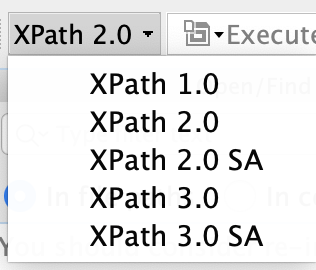 XPath 2.0
Execute
XPath 1.0
XPath 2.0
XPath 2.0 SA
XPath 3.0
XPath 3.0 SA